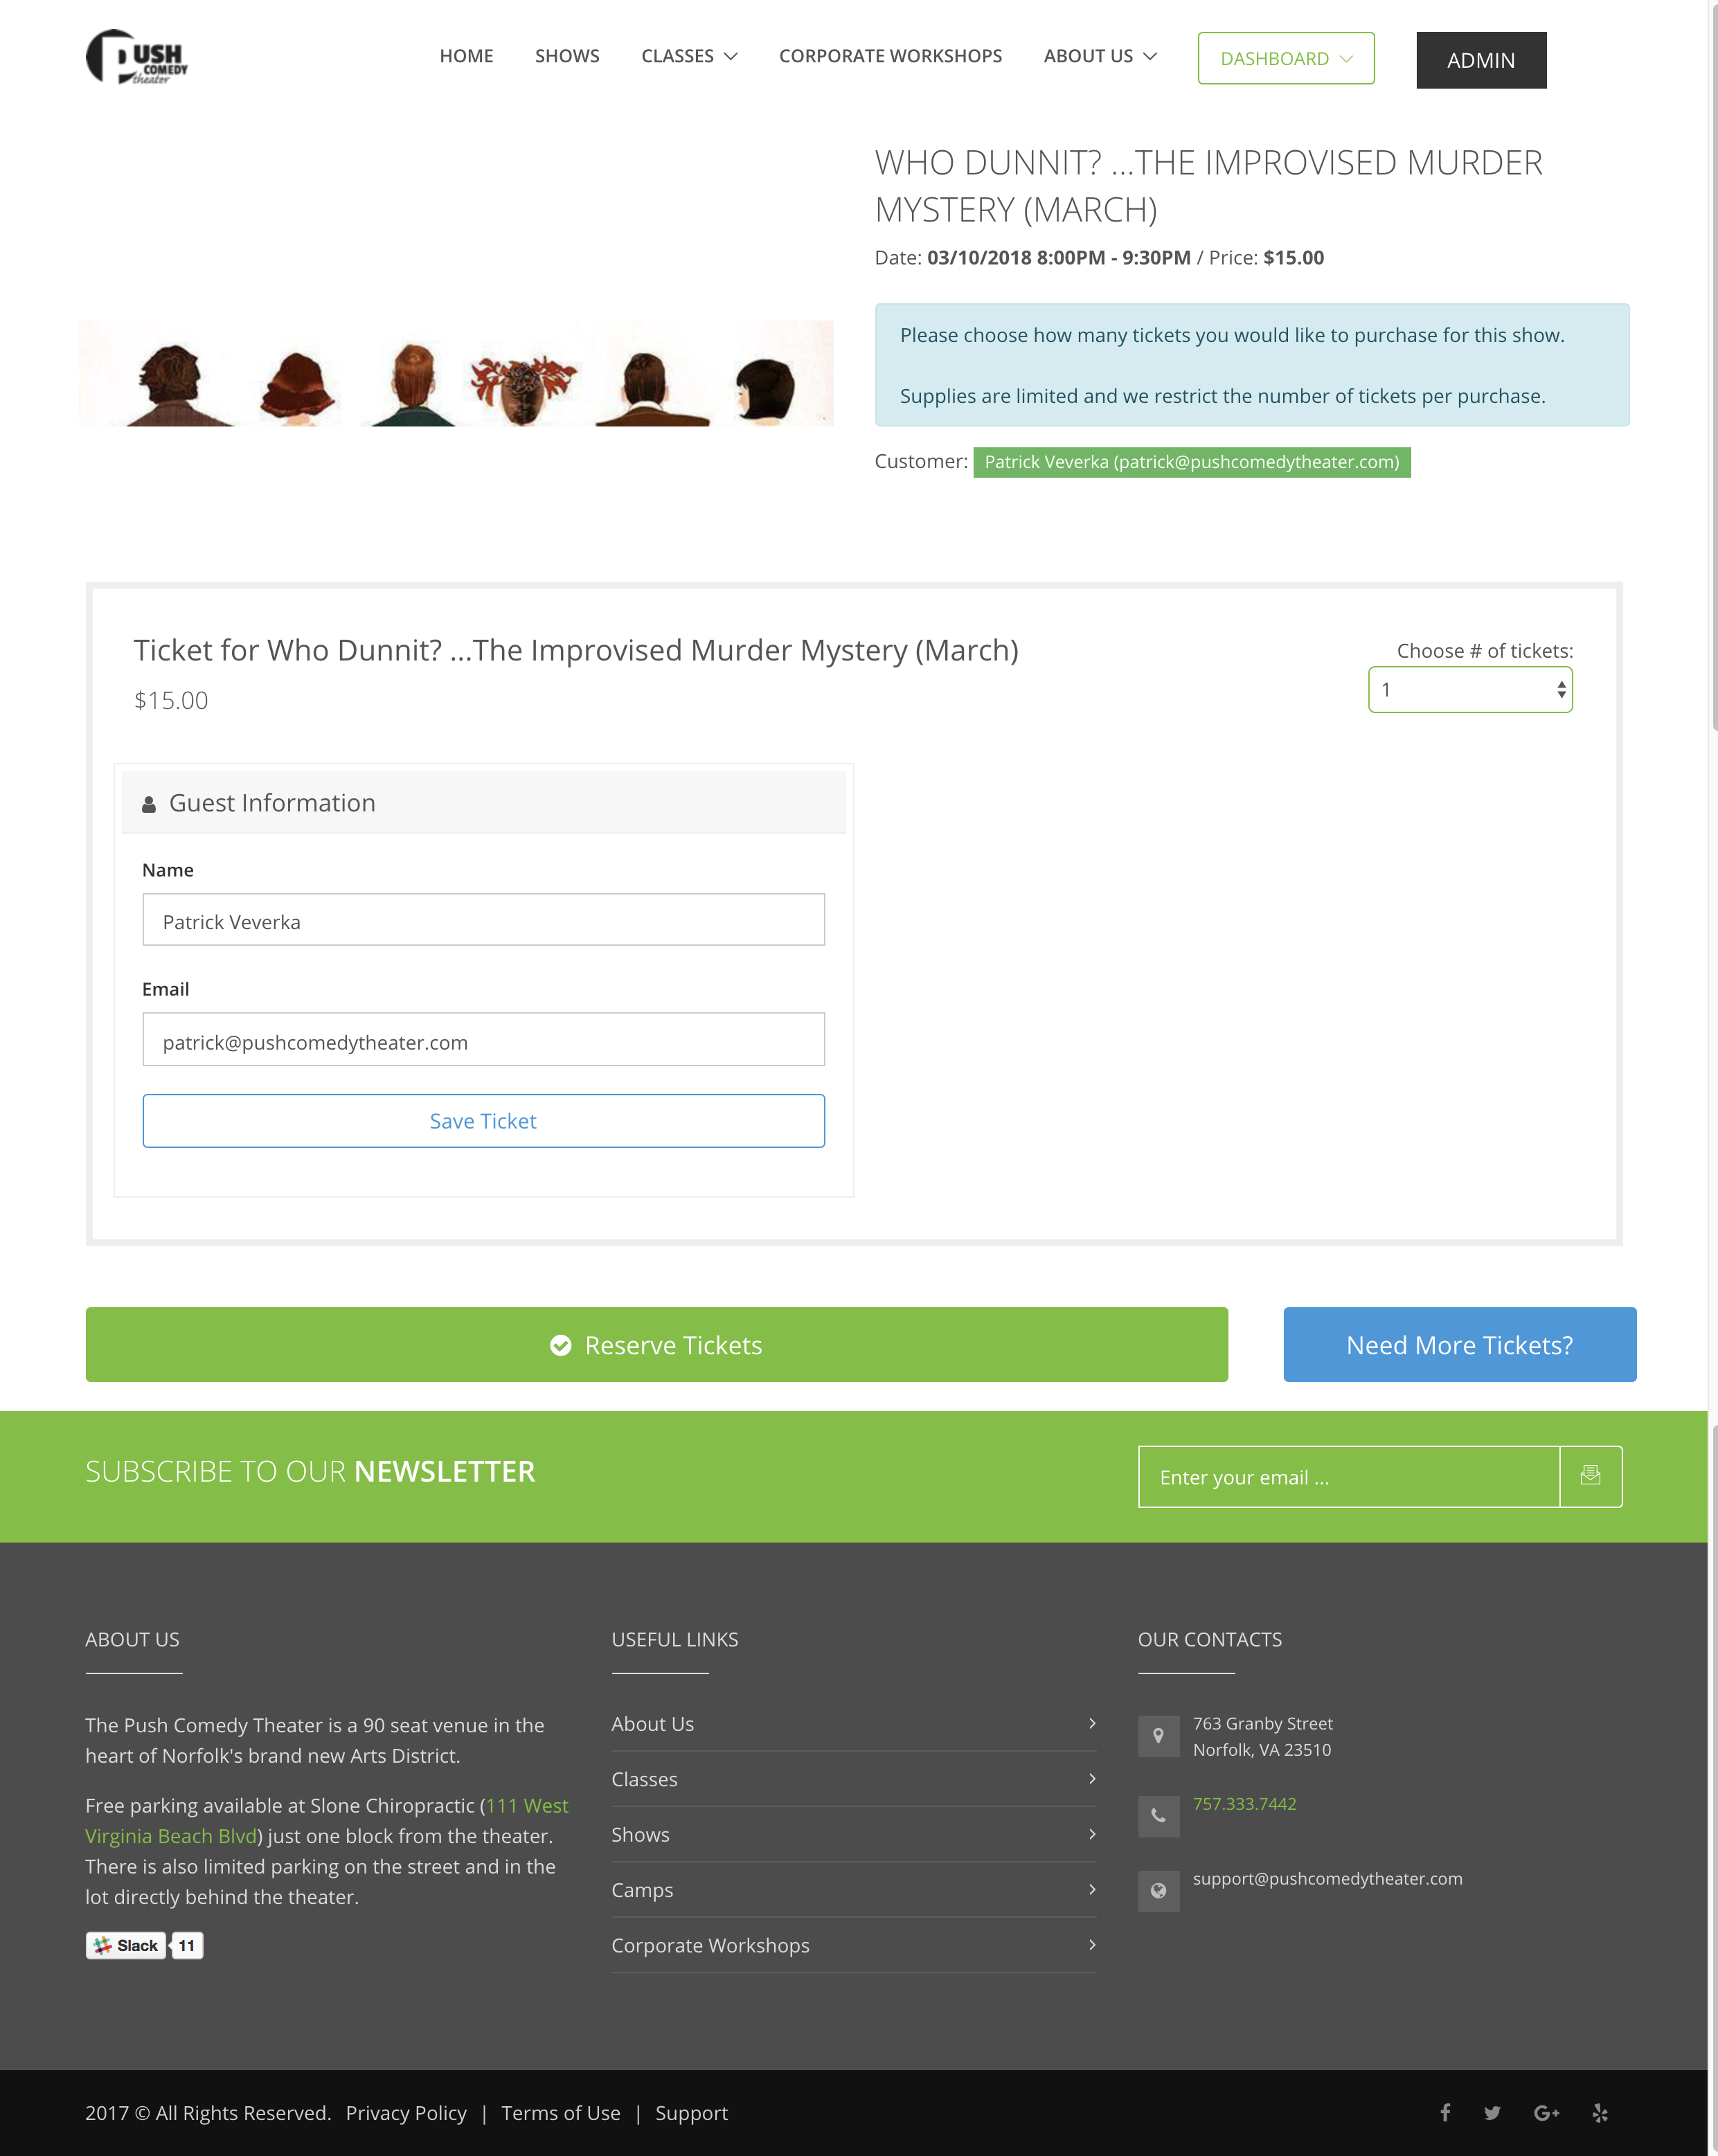 PUSH
COMEDY
theater
HOME
SHOWS
CLASSES
CORPORATE WORKSHOPS
ABOUT US
DASHBOARD
ADMIN
WHO DUNNIT? ...THE IMPROVISED MURDER
MYSTERY (MARCH)
Date: 03/10/2018 8:00PM - 9:30PM / Price: $15.00
Please choose how many tickets you would like to purchase for this show.
Supplies are limited and we restrict the number of tickets per purchase.
Customer: Patrick Veverka (patrick@pushcomedytheater.com)
Ticket for Who Dunnit? ...The Improvised Murder Mystery (March)
$15.00
Choose # of tickets:
1
Guest Information
Name
Patrick Veverka
Email
patrick@pushcomedytheater.com
Save Ticket
Reserve Tickets
Need More Tickets?
SUBSCRIBE TO OUR NEWSLETTER
Enter your email ...
ABOUT US
The Push Comedy Theater is a 90 seat venue in the
heart of Norfolk's brand new Arts District.
Free parking available at Slone Chiropractic (111 West
Virginia Beach Blvd) just one block from the theater.
There is also limited parking on the street and in the
lot directly behind the theater.
Slack 11
USEFUL LINKS
About Us
Classes
Shows
Camps
Corporate Workshops
OUR CONTACTS
763 Granby Street
Norfolk, VA 23510
757.333.7442
support@pushcomedytheater.com
2017 © All Rights Reserved. Privacy Policy | Terms of Use | Support